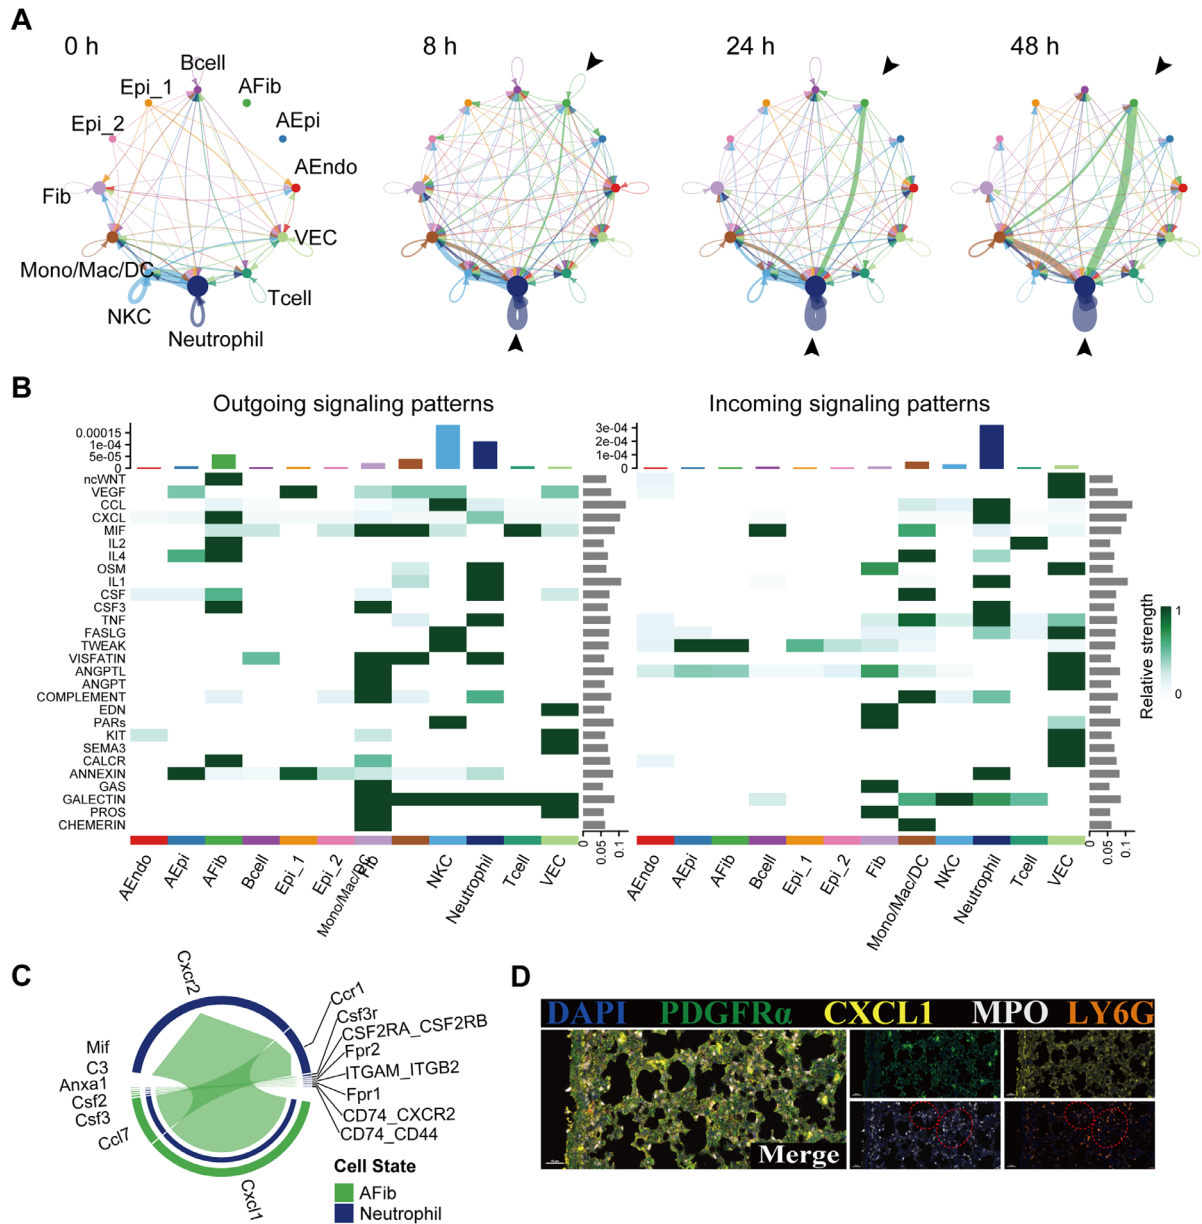 A
0 h
8 h
24 h
48 h
Bcell
Epi_1
AFib
Epi_2
AEpi
AEndo
Fib
VEC
Mono/Mac/DC
NKC
Tcell
Neutrophil
B
Outgoing signaling patterns
Incoming signaling patterns
0.00015
1e-04
5e-05
0
3e-04
2e-04
1e-04
0
ncWNT
VEGF
CCL
CXCL
MIF
IL2
IL4
OSM
IL1
CSF
CSF3
TNF
FASLG
TWEAK
VISFATIN
ANGPTL
ANGPT
COMPLEMENT
EDN
PARs
KIT
SEMA3
CALCR
ANNEXIN
GAS
GALECTIN
PROS
CHEMERIN
0
0.05
0.1
0
0.05
0.1
Relative strength
1
0
AEndo
AEpi
AFib
Bcell
Epi_1
Epi_2
Mono/Mac/DC
Fib
NKC
Neutrophil
Tcell
VEC
AEndo
AEpi
AFib
Bcell
Epi_1
Epi_2
Fib
Mono/Mac/DC
NKC
Neutrophil
Tcell
VEC
C
Cxcr2
Ccr1
Csf3r
CSF2RA_CSF2RB
Fpr2
ITGAM_ITGB2
Fpr1
CD74_CXCR2
CD74_CD44
Mif
C3
Anxa1
Csf2
Csf3
Ccl7
Cxcl1
Cell State
AFib
Neutrophil
D
DAPI PDGFRα CXCL1 MPO LY6G
Merge